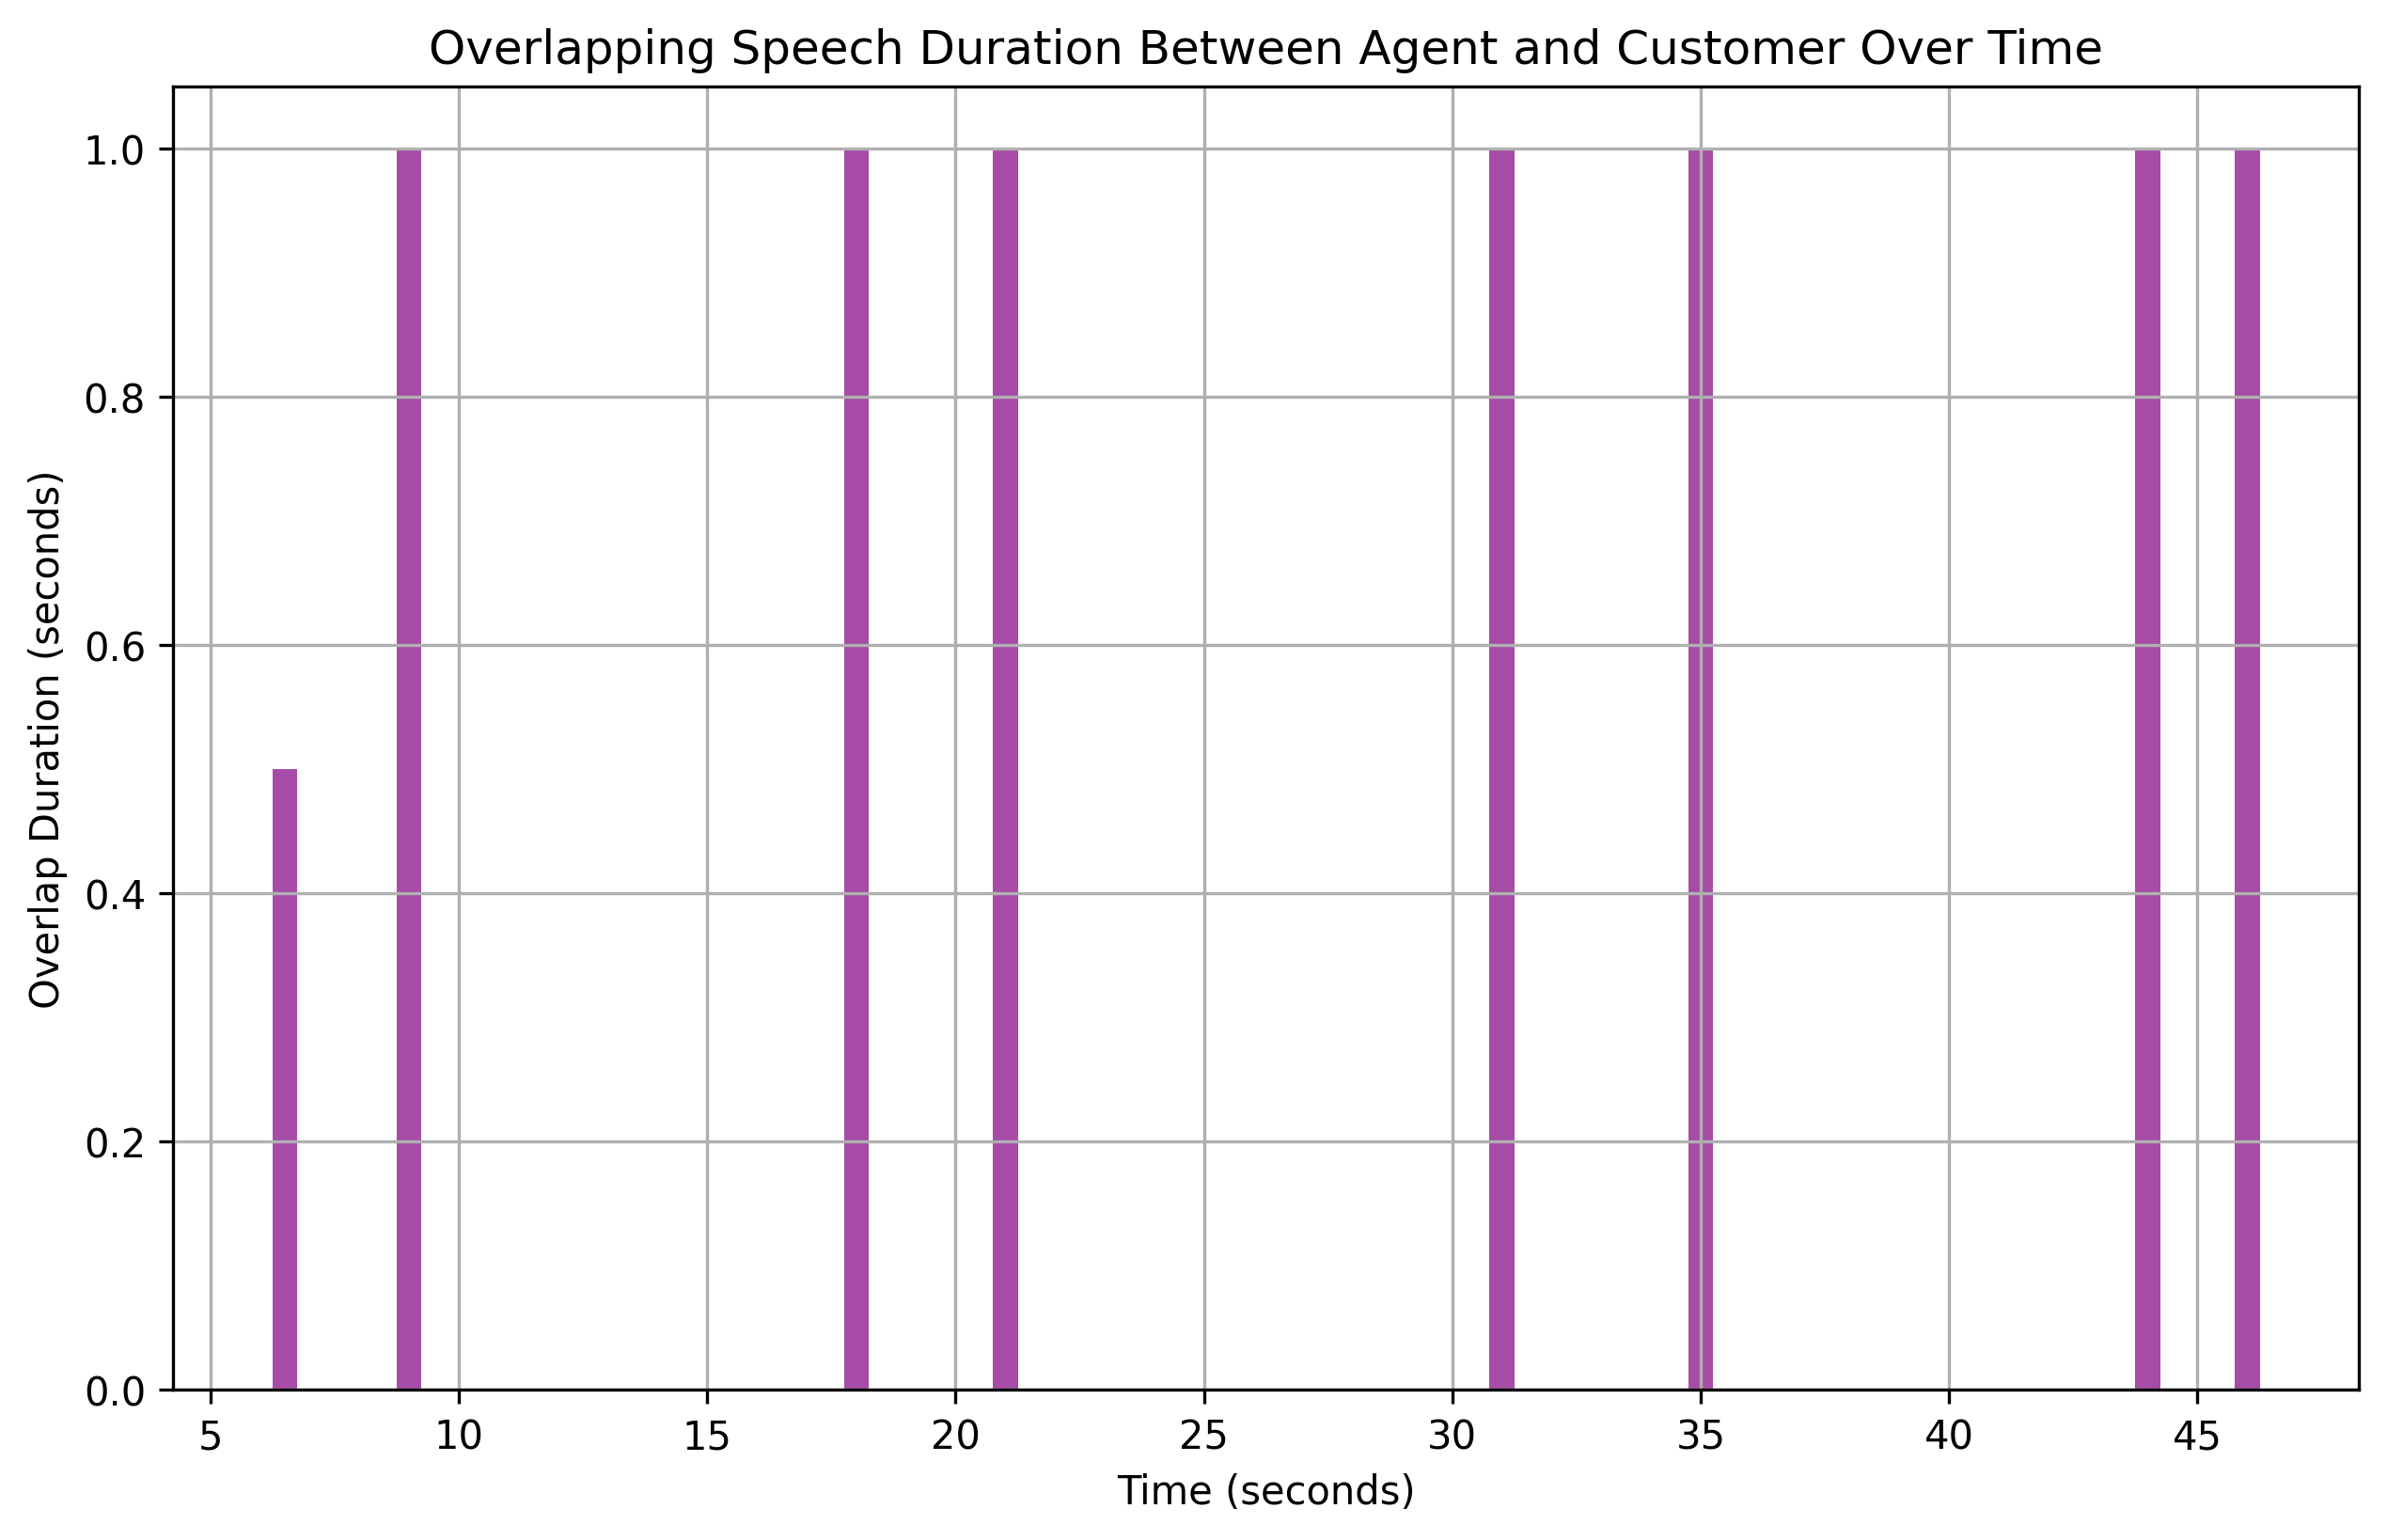 Overlapping Speech Duration Between Agent and Customer Over Time
Overlap Duration (seconds)
1.0
0.8
0.6
0.4
0.2
0.0
5 10 15 20 25 30 35 40 45
Time (seconds)